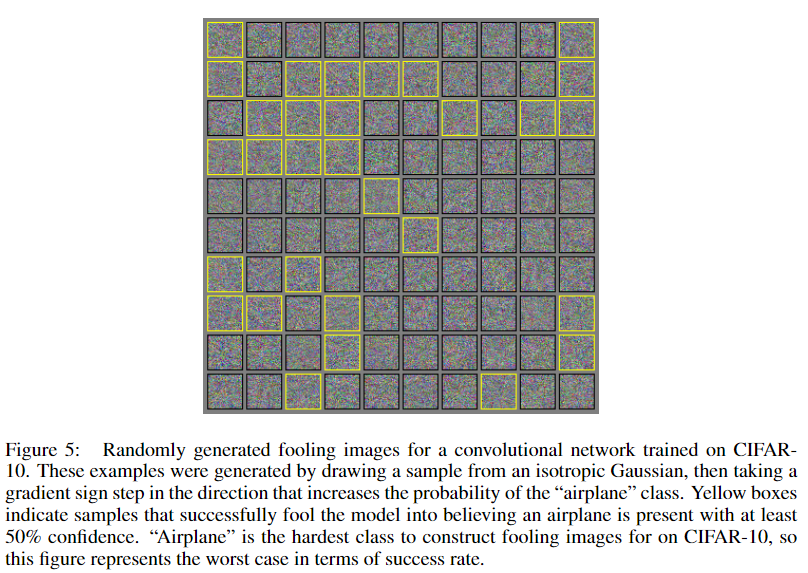 Figure 5: Randomly generated fooling images for a convolutional network trained on CIFAR-
10. These examples were generated by drawing a sample from an isotropic Gaussian, then taking a
gradient sign step in the direction that increases the probability of the “airplane” class. Yellow boxes
indicate samples that successfully fool the model into believing an airplane is present with at least
50% confidence. “Airplane” is the hardest class to construct fooling images for on CIFAR-10, so
this figure represents the worst case in terms of success rate.